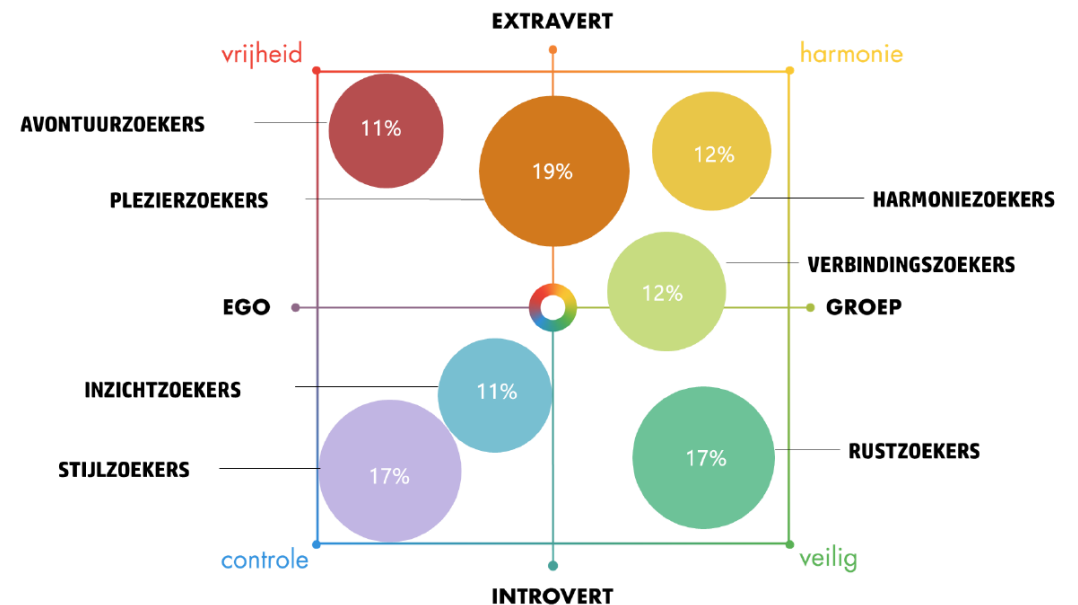 EXTRAVERT
vrijheid
harmonie
AVONTUURZOEKERS
11%
19%
12%
PLEZIERZOEKERS
HARMONIEZOEKERS
VERBINDINGSZOEKERS
12%
EGO
GROEP
INZICHTZOEKERS
11%
STIJLZOEKERS
17%
17%
RUSTZOEKERS
controle
veilig
INTROVERT